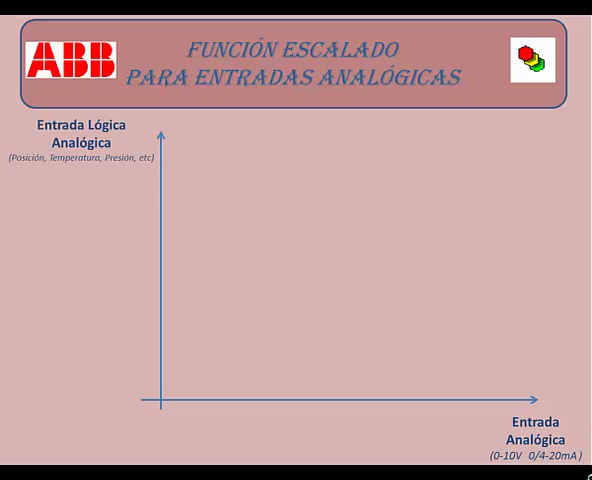 ABB
FUNCIÓN ESCALADO
PARA ENTRADAS ANALÓGICAS
Entrada Lógica
Analógica
(Posición, Temperatura, Presión, etc)
Entrada
Analógica
(0-10V 0/4-20mA )